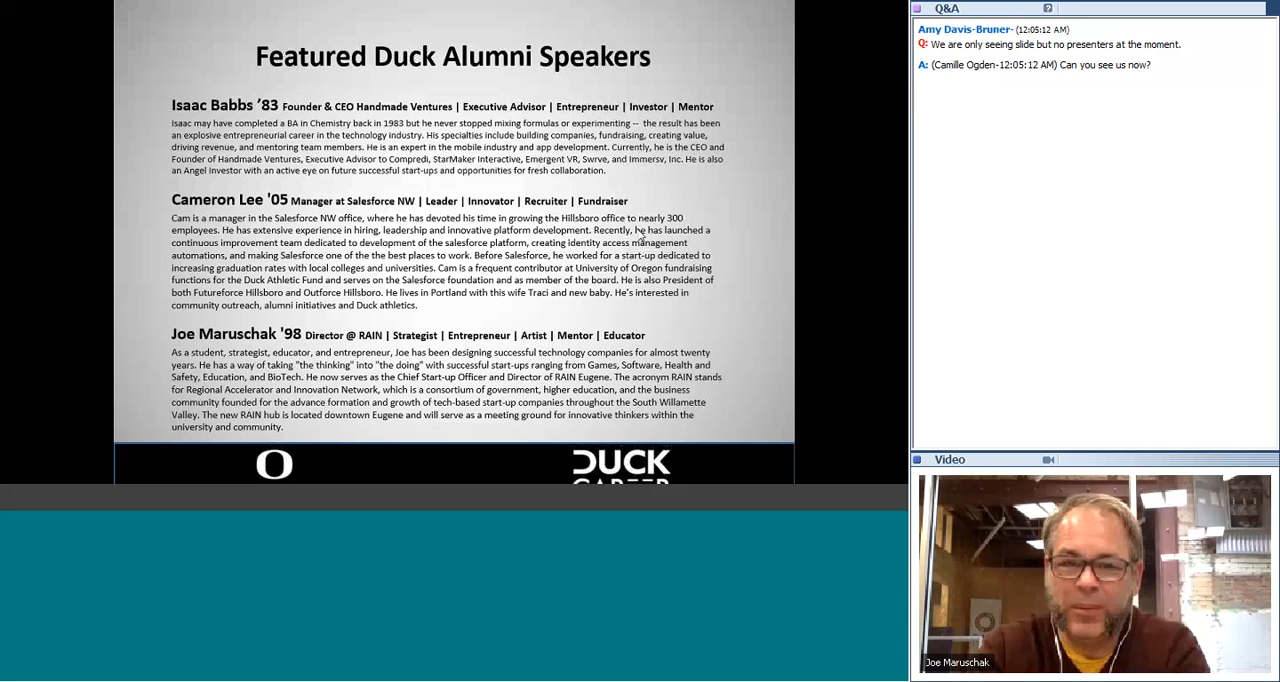 Featured Duck Alumni Speakers
Isaac Babbs ’83 Founder & CEO Handmade Ventures | Executive Advisor | Entrepreneur | Investor | Mentor
Isaac may have completed a BA in Chemistry back in 1983 but he never stopped mixing formulas or experimenting -- the result has been
an explosive entrepreneurial career in the technology industry. His specialties include building companies, fundraising, creating value,
driving revenue, and mentoring team members. He is an expert in the mobile industry and app development. Currently, he is the CEO and
Founder of Handmade Ventures, Executive Advisor to Compredi, StarMaker Interactive, Emergent VR, Swrve, and Immersv, Inc. He is also
an Angel Investor with an active eye on future successful start-ups and opportunities for fresh collaboration.
Cameron Lee '05 Manager at Salesforce NW | Leader | Innovator | Recruiter | Fundraiser
Cam is a manager in the Salesforce NW office, where he has devoted his time in growing the Hillsboro office to nearly 300
employees. He has extensive experience in hiring, leadership and innovative platform development. Recently, he has launched a
continuous improvement team dedicated to development of the salesforce platform, creating identity access management
automations, and making Salesforce one of the the best places to work. Before Salesforce, he worked for a start-up dedicated to
increasing graduation rates with local colleges and universities. Cam is a frequent contributor at University of Oregon fundraising
functions for the Duck Athletic Fund and serves on the Salesforce foundation and as member of the board. He is also President of
both Futureforce Hillsboro and Outforce Hillsboro. He lives in Portland with this wife Traci and new baby. He’s interested in
community outreach, alumni initiatives and Duck athletics.
Joe Maruschak '98 Director @ RAIN | Strategist | Entrepreneur | Artist | Mentor | Educator
As a student, strategist, educator, and entrepreneur, Joe has been designing successful technology companies for almost twenty
years. He has a way of taking "the thinking" into "the doing" with successful start-ups ranging from Games, Software, Health and
Safety, Education, and BioTech. He now serves as the Chief Start-up Officer and Director of RAIN Eugene. The acronym RAIN stands
for Regional Accelerator and Innovation Network, which is a consortium of government, higher education, and the business
community founded for the advance formation and growth of tech-based start-up companies throughout the South Willamette
Valley. The new RAIN hub is located downtown Eugene and will serve as a meeting ground for innovative thinkers within the
university and community.
O
DUCK
CAREER
Q&A
Amy Davis-Bruner- (12:05:12 AM)
Q: We are only seeing slide but no presenters at the moment.
A: (Camille Ogden-12:05:12 AM) Can you see us now?
Video
Joe Maruschak